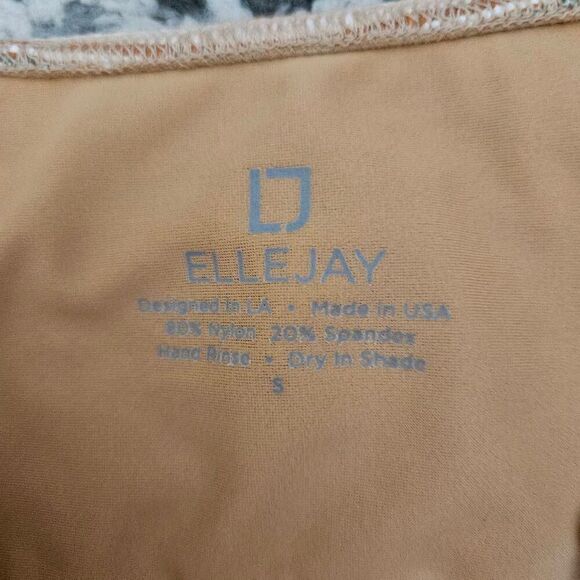 LJ
ELLEJAY
Designed in LA • Made in USA
80% Nylon 20% Spandex
Hand Rinse • Dry In Shade
S